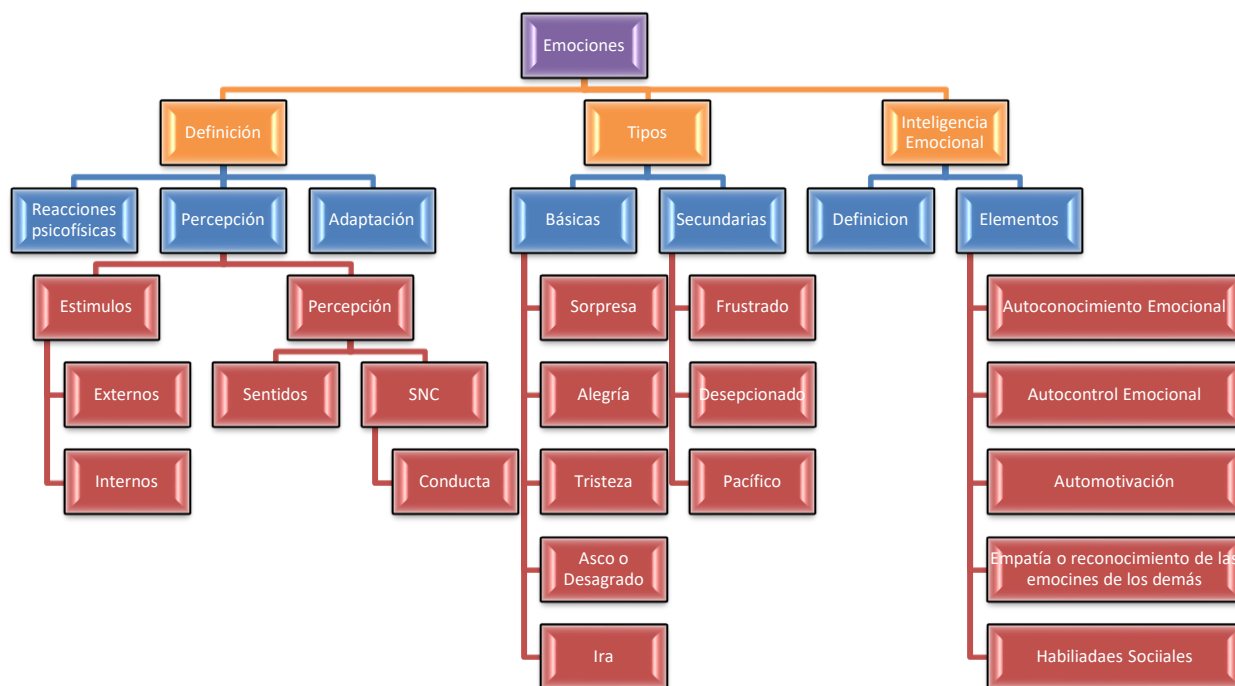 Emociones
Definición
Tipos
Inteligencia
Emocional
Reacciones
psicofísicas
Percepción
Adaptación
Básicas
Secundarias
Definicion
Elementos
Estimulos
Percepción
Sorpresa
Frustrado
Autoconocimiento Emocional
Externos
Sentidos
SNC
Alegría
Desepcionado
Autocontrol Emocional
Internos
Conducta
Tristeza
Pacífico
Automotivación
Asco o
Desagrado
Empatía o reconocimiento de las
emocines de los demás
Ira
Habiliadaes Sociiales